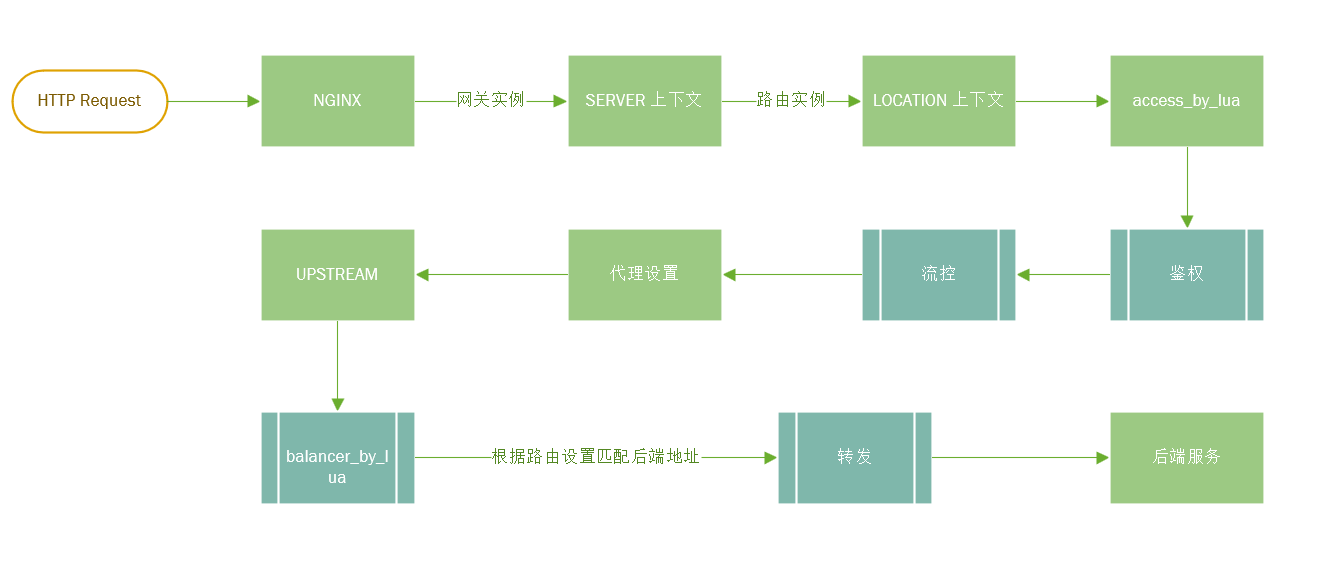 HTTP Request
NGINX
网关实例
SERVER 上下文
路由实例
LOCATION 上下文
access_by_lua
鉴权
流控
代理设置
UPSTREAM
balancer_by_l
ua
根据路由设置匹配后端地址
转发
后端服务